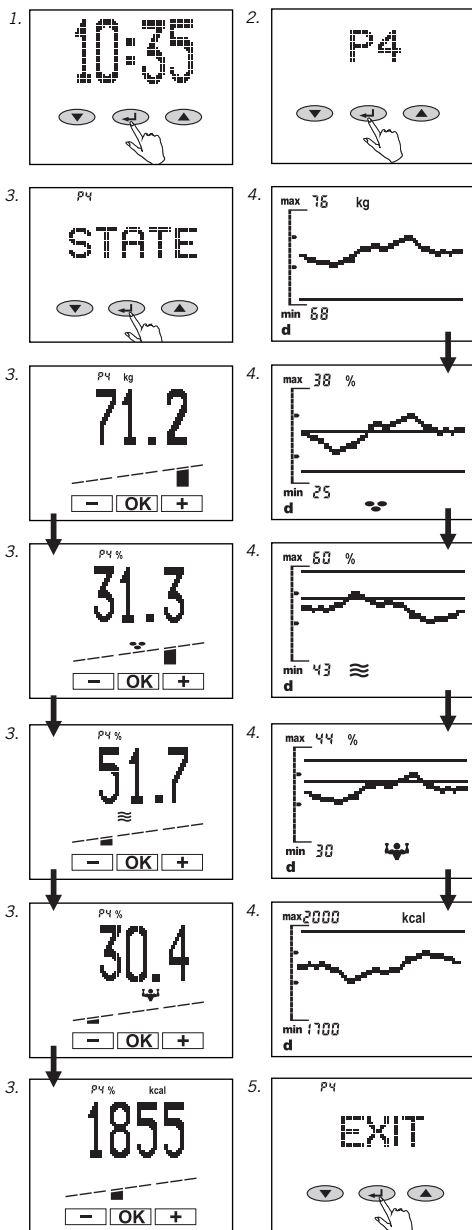 1.
10:35
2.
P4
3.
P4
STATE
4.
max 76 kg
min 68
d
3.
P4 kg
71.2
– OK +
4.
max 38 %
min 25
d
3.
P4 %
31.3
– OK +
4.
max 60 %
min 43
d
3.
P4 %
51.7
– OK +
4.
max 44 %
min 30
d
3.
P4 %
30.4
– OK +
4.
max 2000 kcal
min 1700
d
3.
P4 % kcal
1855
– OK +
5.
P4
EXIT